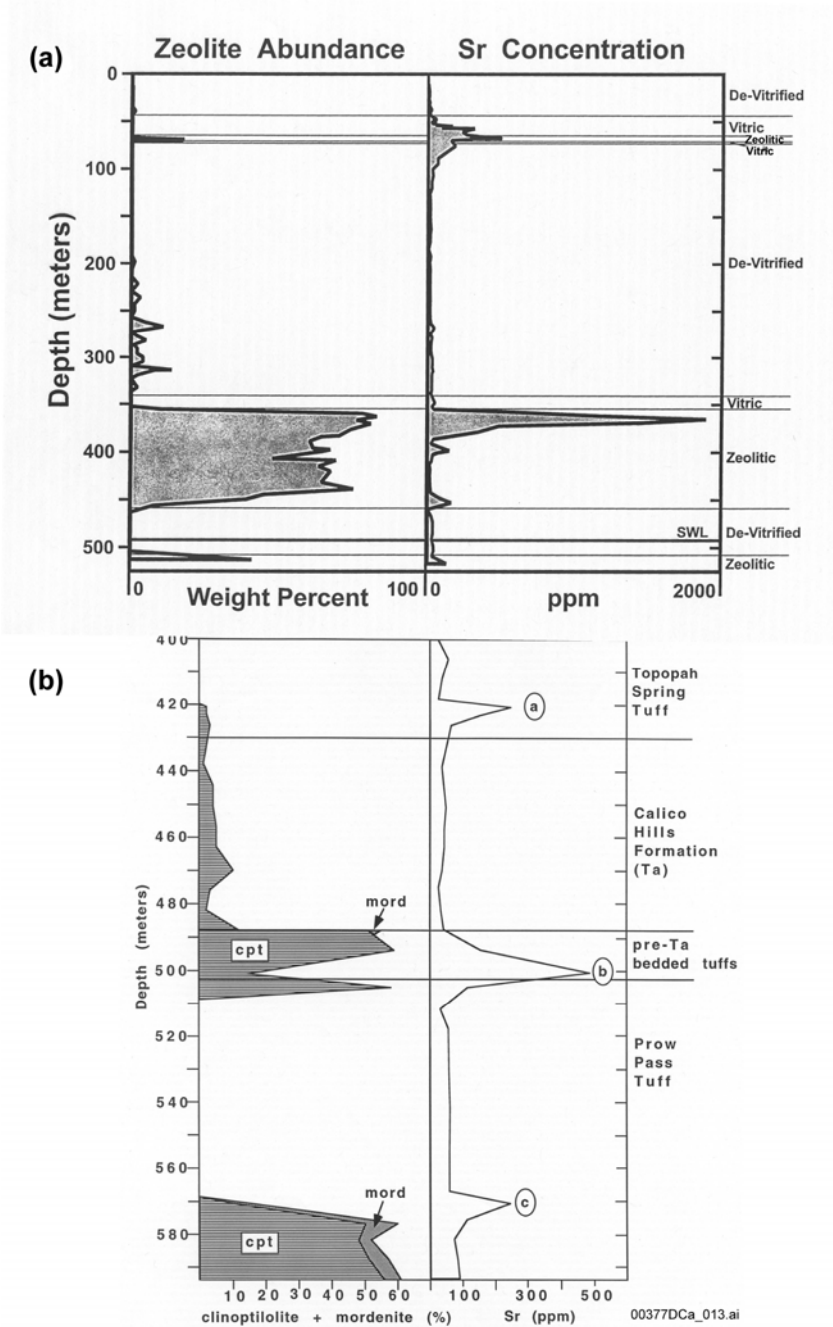 (a)
Zeolite Abundance
Sr Concentration
0
100
200
300
400
500
Depth (meters)
De-Vitrified
Vitric
Zeolitic
Vitric
De-Vitrified
Vitric
Zeolitic
SWL De-Vitrified
Zeolitic
0 Weight Percent 100
0 ppm 2000
(b)
400
420
440
460
480
500
520
540
560
580
Depth (meters)
mord
cpt
mord
cpt
a
b
c
Topopah
Spring
Tuff
Calico
Hills
Formation
(Ta)
pre-Ta
bedded tuffs
Prow
Pass
Tuff
10 20 30 40 50 60
100 300 500
clinoptilolite + mordenite (%)
Sr (ppm)
00377DCa_013.ai